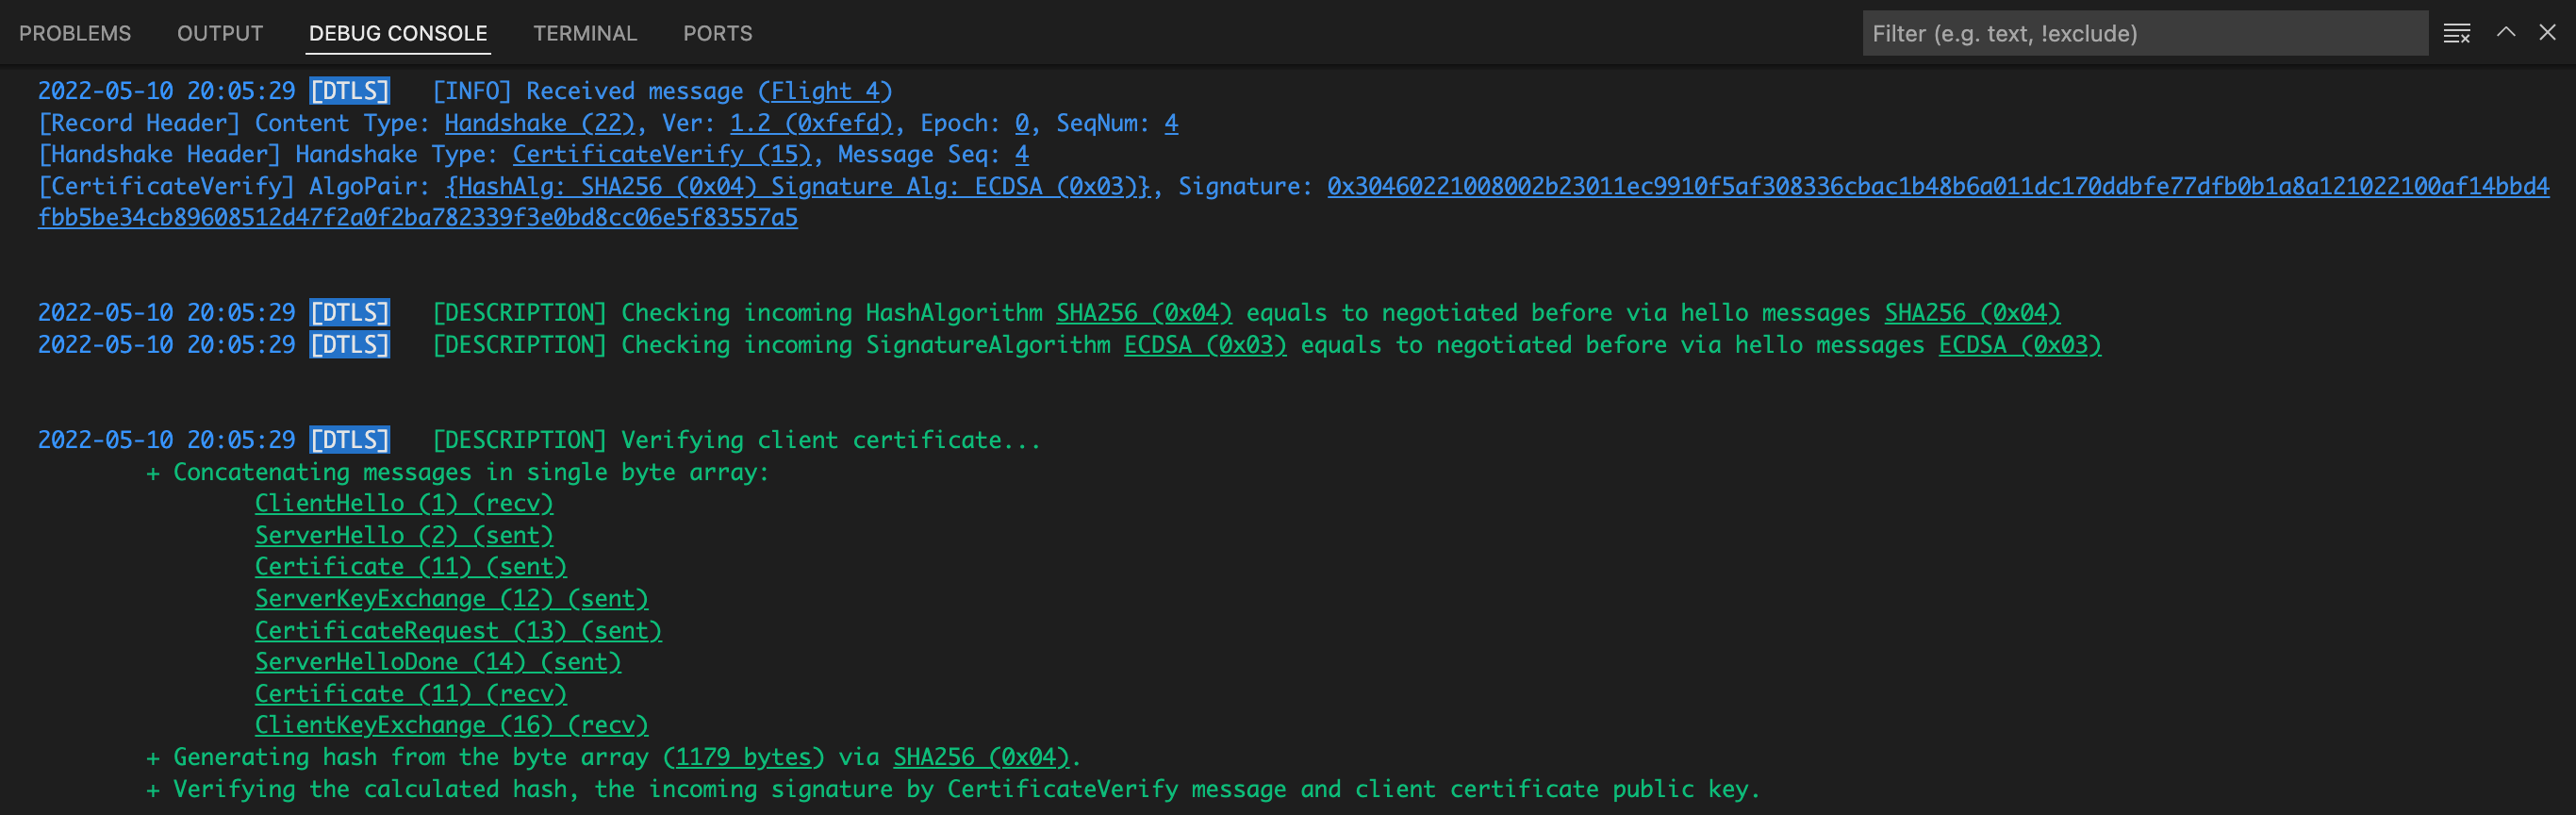 PROBLEMS OUTPUT DEBUG CONSOLE TERMINAL PORTS Filter (e.g. text, !exclude)
2022-05-10 20:05:29 [DTLS] [INFO] Received message (Flight 4)
[Record Header] Content Type: Handshake (22), Ver: 1.2 (0xfefd), Epoch: 0, SeqNum: 4
[Handshake Header] Handshake Type: CertificateVerify (15), Message Seq: 4
[CertificateVerify] AlgoPair: {HashAlg: SHA256 (0x04) Signature Alg: ECDSA (0x03)}, Signature: 0x30460221008002b23011ec9910f5af308336cbac1b48b6a011dc170ddbfe77dfb0b1a8a121022100af14bbd4
fbb5be34cb89608512d47f2a0f2ba782339f3e0bd8cc06e5f83557a5
2022-05-10 20:05:29 [DTLS] [DESCRIPTION] Checking incoming HashAlgorithm SHA256 (0x04) equals to negotiated before via hello messages SHA256 (0x04)
2022-05-10 20:05:29 [DTLS] [DESCRIPTION] Checking incoming SignatureAlgorithm ECDSA (0x03) equals to negotiated before via hello messages ECDSA (0x03)
2022-05-10 20:05:29 [DTLS] [DESCRIPTION] Verifying client certificate...
+ Concatenating messages in single byte array:
ClientHello (1) (recv)
ServerHello (2) (sent)
Certificate (11) (sent)
ServerKeyExchange (12) (sent)
CertificateRequest (13) (sent)
ServerHelloDone (14) (sent)
Certificate (11) (recv)
ClientKeyExchange (16) (recv)
+ Generating hash from the byte array (1179 bytes) via SHA256 (0x04).
+ Verifying the calculated hash, the incoming signature by CertificateVerify message and client certificate public key.